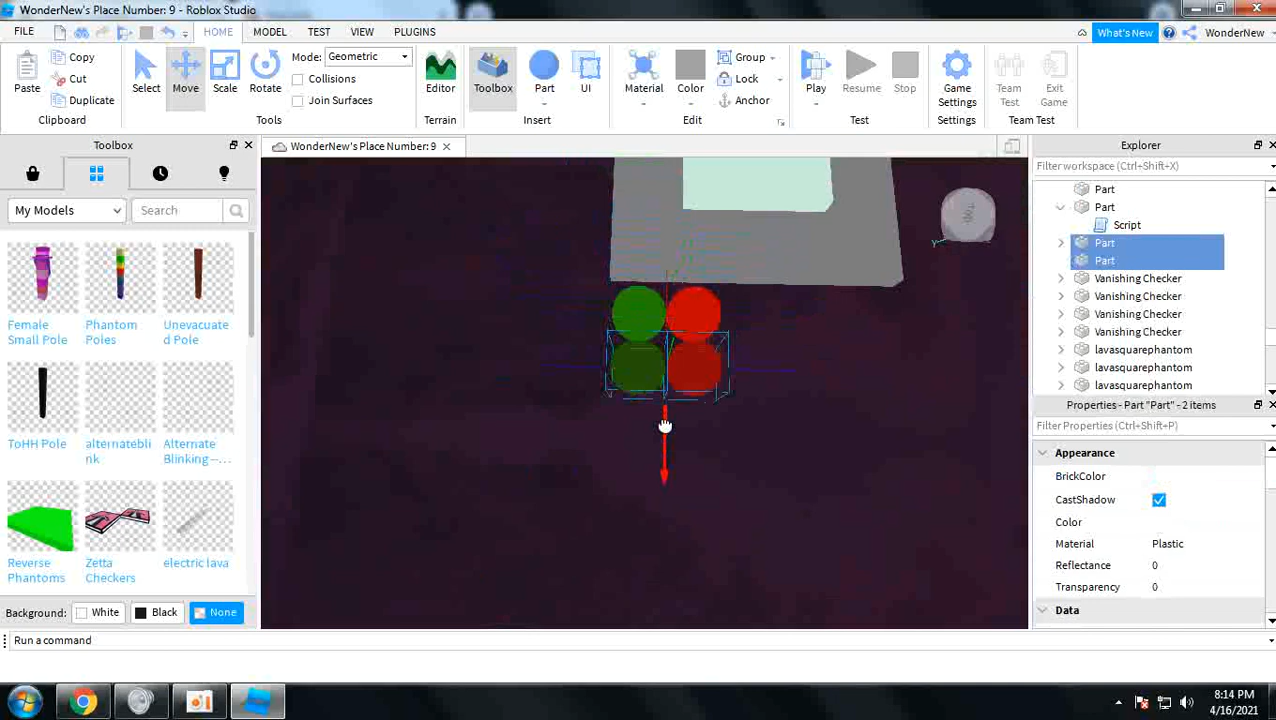 WonderNew's Place Number: 9 - Roblox Studio
FILE HOME MODEL TEST VIEW PLUGINS What's New WonderNew
Paste Copy Cut Duplicate Clipboard
Select Move Scale Rotate Mode: Geometric Collisions Join Surfaces Tools
Editor Terrain
Toolbox Part UI Insert
Material Color Group Lock Anchor Edit
Play Resume Stop Test
Game Settings Settings
Team Test Exit Game Team Test
Toolbox
My Models Search
Female Small Pole
Phantom Poles
Unevacuated Pole
ToHH Pole
alternateblink
Alternate Blinking--...
Reverse Phantoms
Zetta Checkers
electric lava
Background: White Black None
WonderNew's Place Number: 9
Explorer
Filter workspace (Ctrl+Shift+X)
Part
Part
Script
Part
Part
Vanishing Checker
Vanishing Checker
Vanishing Checker
Vanishing Checker
lavasquarephantom
lavasquarephantom
lavasquarephantom
Properties - Part "Part" - 2 items
Filter Properties (Ctrl+Shift+P)
Appearance
BrickColor
CastShadow
Color
Material Plastic
Reflectance 0
Transparency 0
Data
Run a command
8:14 PM
4/16/2021